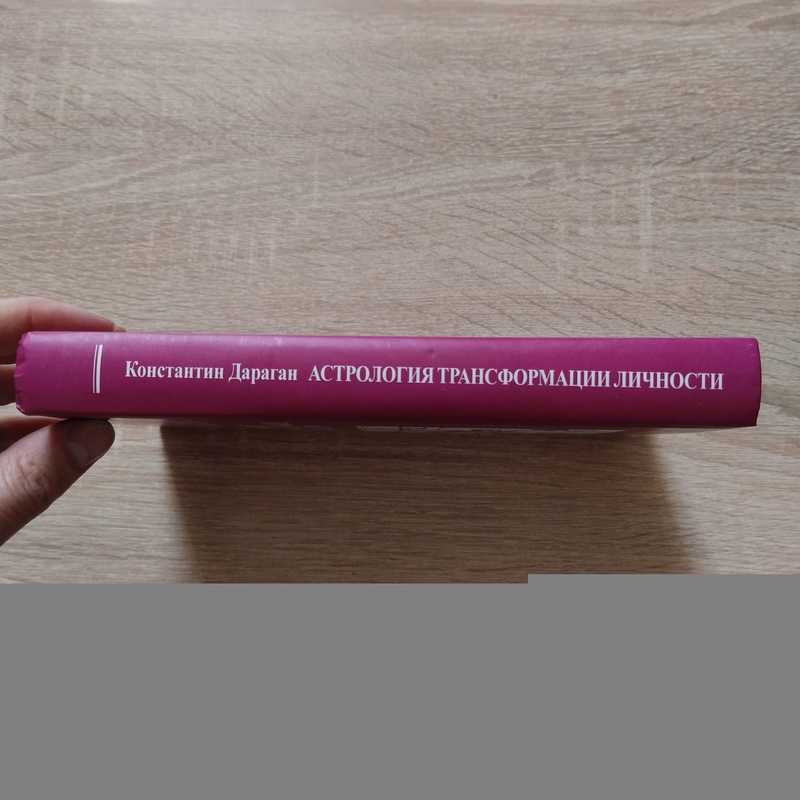 Константин Дараган АСТРОЛОГИЯ ТРАНСФОРМАЦИИ ЛИЧНОСТИ